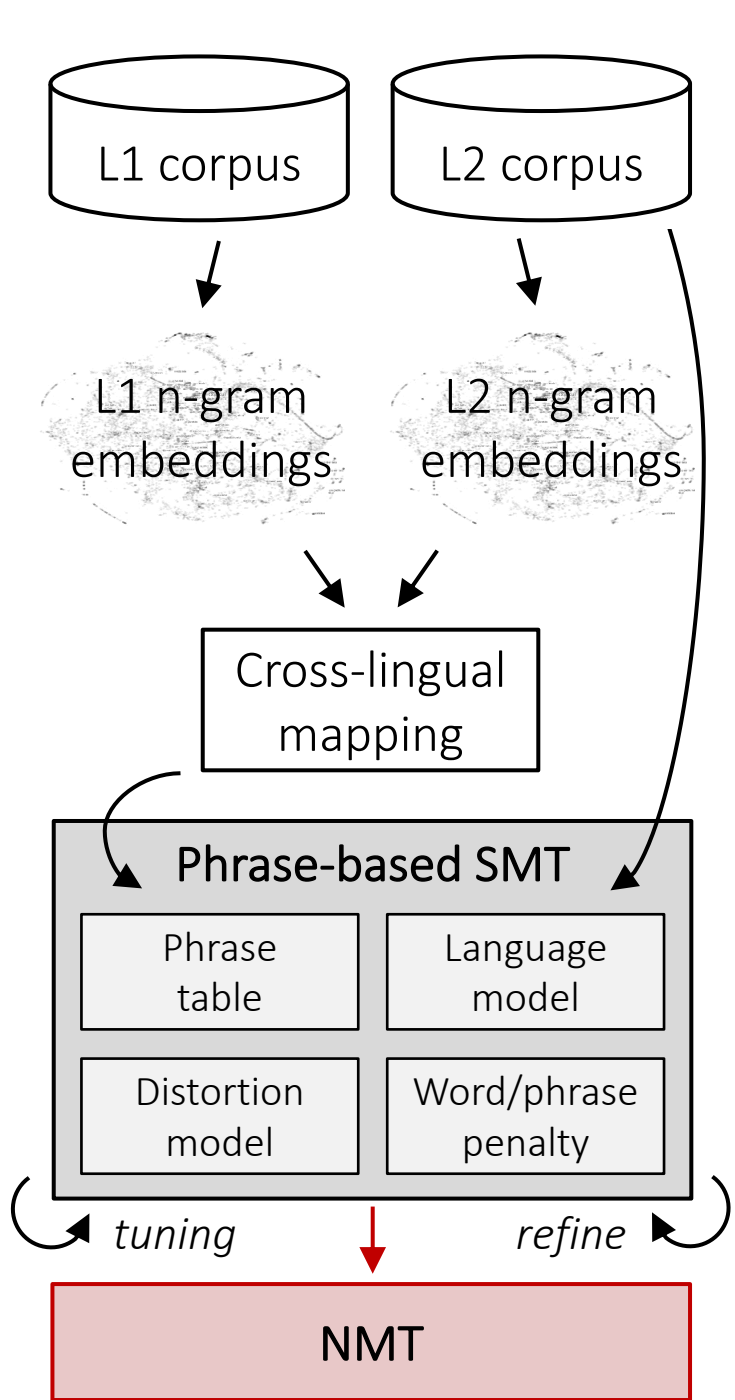 L1 corpus
L2 corpus
L1 n-gram
embeddings
L2 n-gram
embeddings
Cross-lingual
mapping
Phrase-based SMT
Phrase
table
Language
model
Distortion
model
Word/phrase
penalty
tuning
refine
NMT